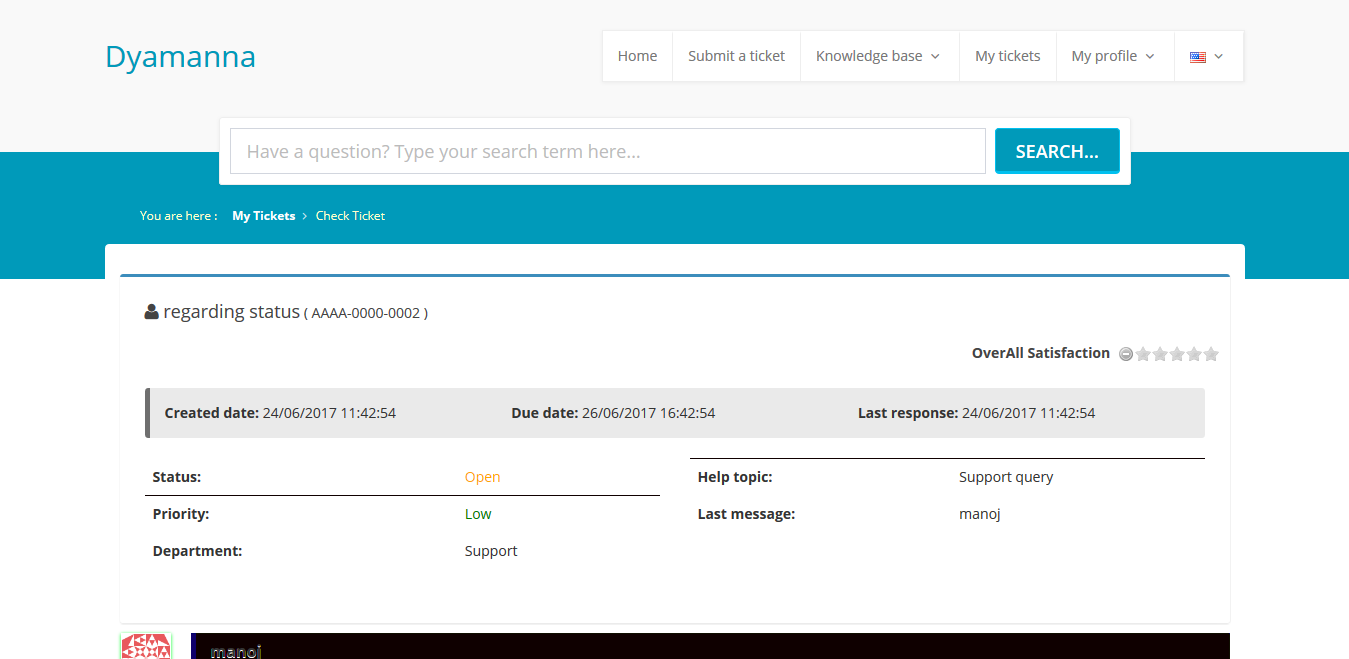 Dyamanna
Home Submit a ticket Knowledge base My tickets My profile
Have a question? Type your search term here...
SEARCH...
You are here : My Tickets > Check Ticket
regarding status ( AAAA-0000-0002 )
OverAll Satisfaction
Created date: 24/06/2017 11:42:54 Due date: 26/06/2017 16:42:54 Last response: 24/06/2017 11:42:54
Status: Open Help topic: Support query
Priority: Low Last message: manoj
Department: Support
manoj